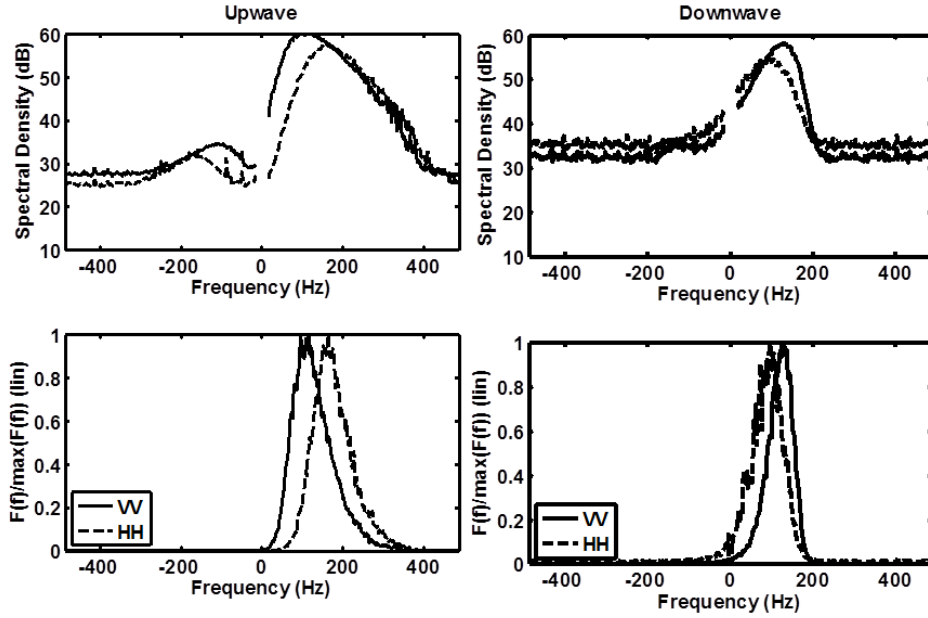 Upwave
Downwave
60
50
40
30
20
10
Spectral Density (dB)
-400 -200 0 200 400
Frequency (Hz)
60
50
40
30
20
10
Spectral Density (dB)
-400 -200 0 200 400
Frequency (Hz)
1
0.8
0.6
0.4
0.2
0
F(f)/max(F(f)) (lin)
VV
HH
-400 -200 0 200 400
Frequency (Hz)
1
0.8
0.6
0.4
0.2
0
F(f)/max(F(f)) (lin)
VV
HH
-400 -200 0 200 400
Frequency (Hz)